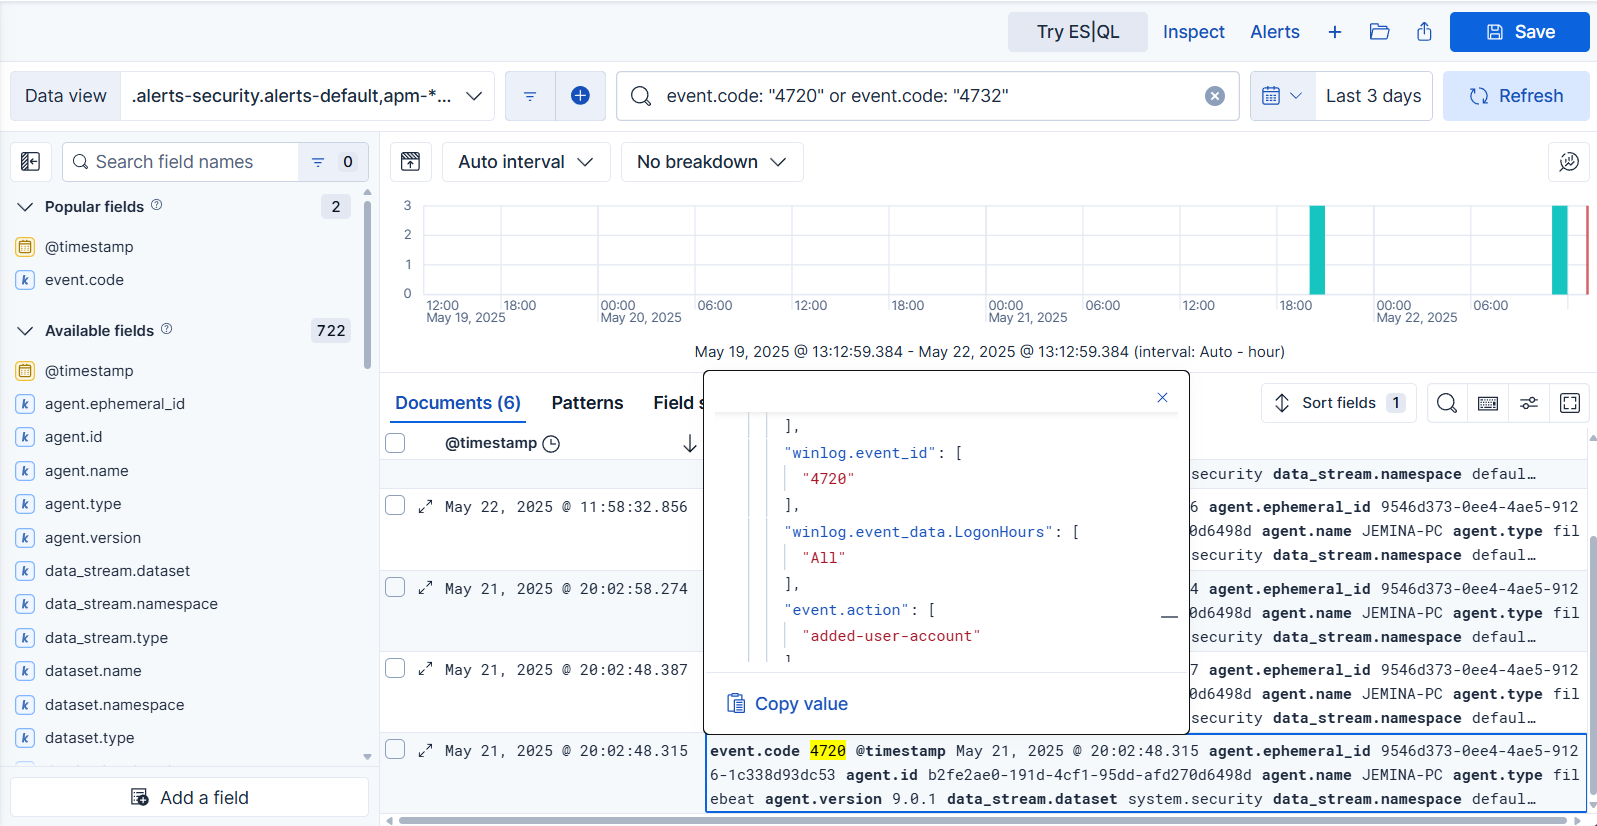 Try ES|QL Inspect Alerts + Save
Data view .alerts-security.alerts-default,apm-*... event.code: "4720" or event.code: "4732" Last 3 days Refresh
Search field names 0 Auto interval No breakdown
Popular fields 2
@timestamp
event.code
Available fields 722
@timestamp
agent.ephemeral_id
agent.id
agent.name
agent.type
agent.version
data_stream.dataset
data_stream.namespace
data_stream.type
dataset.name
dataset.namespace
dataset.type
Add a field
3
2
1
0
12:00 18:00 00:00 06:00 12:00 18:00 00:00 06:00 12:00 18:00 00:00 06:00
May 19, 2025 May 20, 2025 May 21, 2025 May 22, 2025
May 19, 2025 @ 13:12:59.384 - May 22, 2025 @ 13:12:59.384 (interval: Auto - hour)
Documents (6) Patterns Field s Sort fields 1
@timestamp
security data_stream.namespace defaul…
May 22, 2025 @ 11:58:32.856 6 agent.ephemeral_id 9546d373-0ee4-4ae5-912
0d6498d agent.name JEMINA-PC agent.type fil
security data_stream.namespace defaul…
May 21, 2025 @ 20:02:58.274 4 agent.ephemeral_id 9546d373-0ee4-4ae5-912
0d6498d agent.name JEMINA-PC agent.type fil
security data_stream.namespace defaul…
May 21, 2025 @ 20:02:48.387 7 agent.ephemeral_id 9546d373-0ee4-4ae5-912
0d6498d agent.name JEMINA-PC agent.type fil
security data_stream.namespace defaul…
],
"winlog.event_id": [
"4720"
],
"winlog.event_data.LogonHours": [
"All"
],
"event.action": [
"added-user-account"
]
Copy value
May 21, 2025 @ 20:02:48.315 event.code 4720 @timestamp May 21, 2025 @ 20:02:48.315 agent.ephemeral_id 9546d373-0ee4-4ae5-912
6-1c338d93dc53 agent.id b2fe2ae0-191d-4cf1-95dd-afd270d6498d agent.name JEMINA-PC agent.type fil
ebeat agent.version 9.0.1 data_stream.dataset system.security data_stream.namespace defaul…